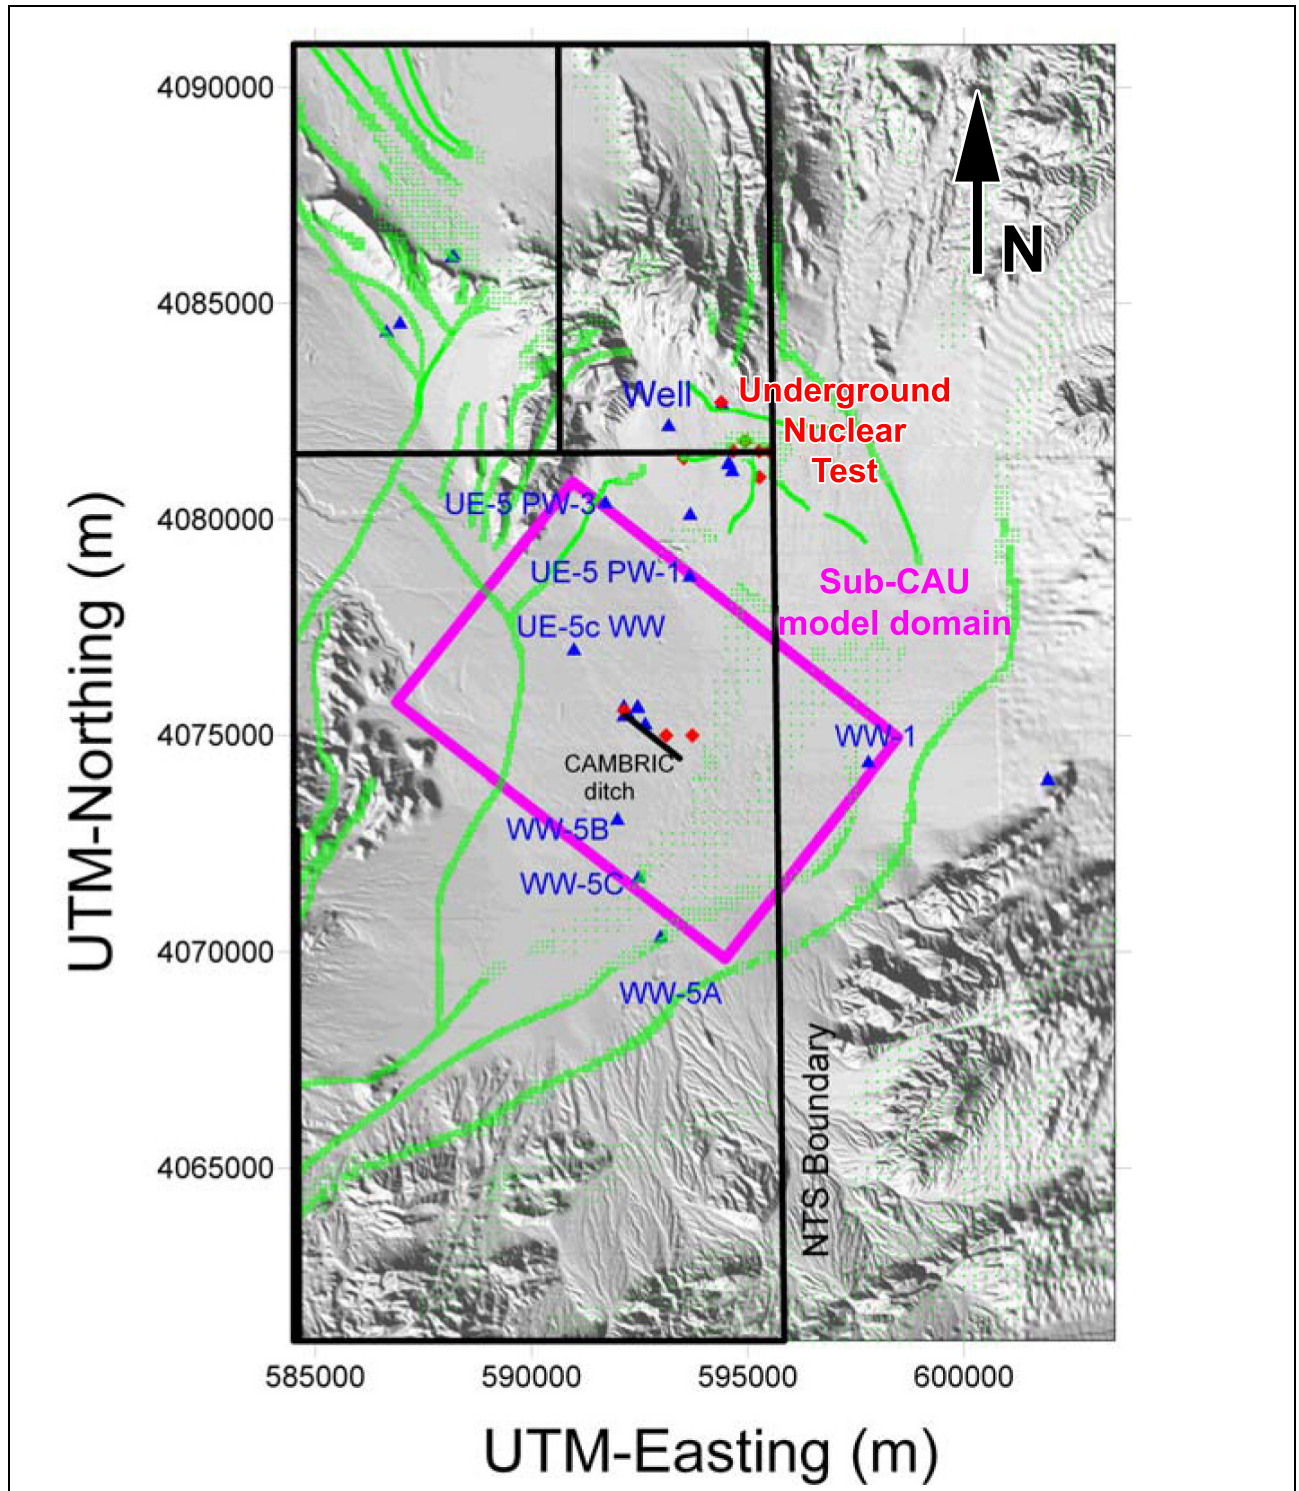 4090000
N
4085000
Well
Underground
Nuclear
Test
4080000
UE-5 PW-3
UE-5 PW-1
Sub-CAU
model domain
UE-5c WW
4075000
WW-1
CAMBRIC
ditch
WW-5B
WW-5C
4070000
WW-5A
NTS Boundary
4065000
UTM-Northing (m)
585000
590000
595000
600000
UTM-Easting (m)